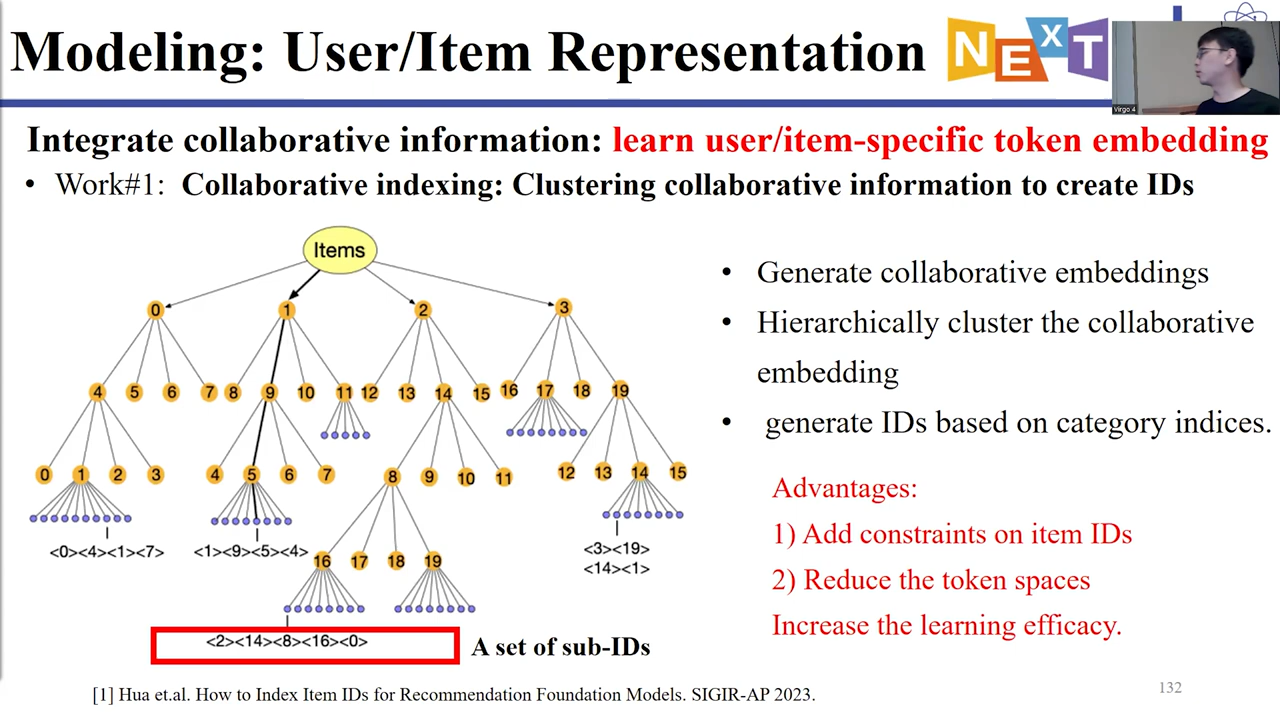 Modeling: User/Item Representation
NEXT
Virgo 4
Integrate collaborative information: learn user/item-specific token embedding
• Work#1: Collaborative indexing: Clustering collaborative information to create IDs
Items
0 1 2 3
4 5 6 7 8 9 10 11 12 13 14 15 16 17 18 19
0 1 2 3 4 5 6 7 8 9 10 11 12 13 14 15
<0><4><1><7>
<1><9><5><4>
<3><19>
<14><1>
16 17 18 19
<2><14><8><16><0>
A set of sub-IDs
• Generate collaborative embeddings
• Hierarchically cluster the collaborative
embedding
• generate IDs based on category indices.
Advantages:
1) Add constraints on item IDs
2) Reduce the token spaces
Increase the learning efficacy.
[1] Hua et.al. How to Index Item IDs for Recommendation Foundation Models. SIGIR-AP 2023.
132